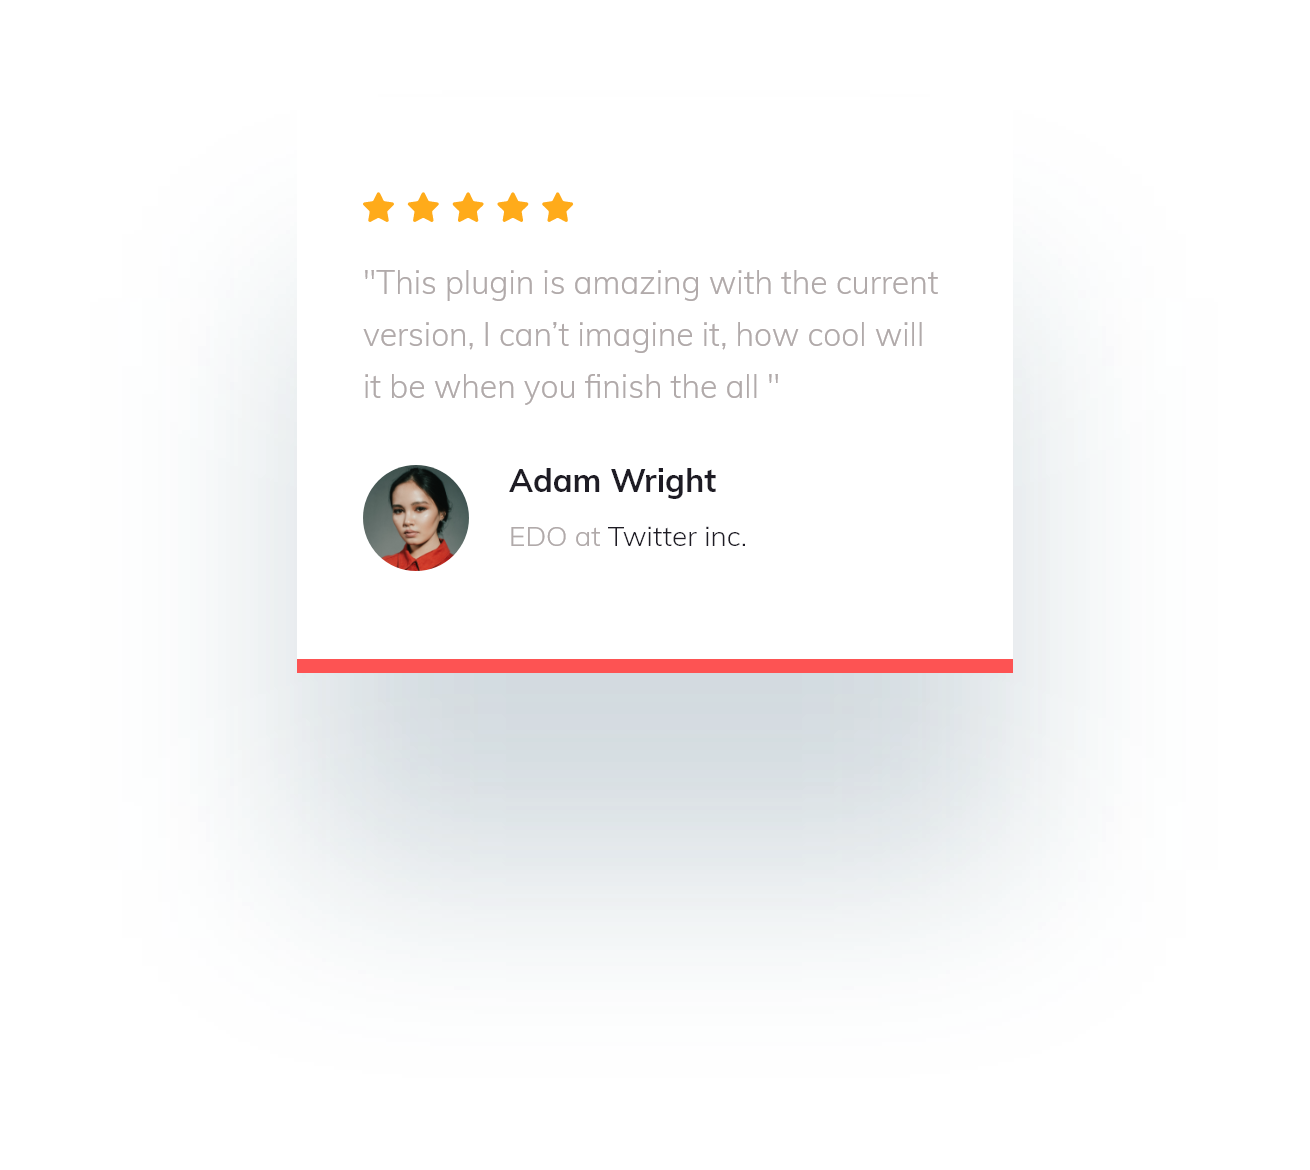 "This plugin is amazing with the current
version, I can’t imagine it, how cool will
it be when you finish the all "
Adam Wright
EDO at Twitter inc.